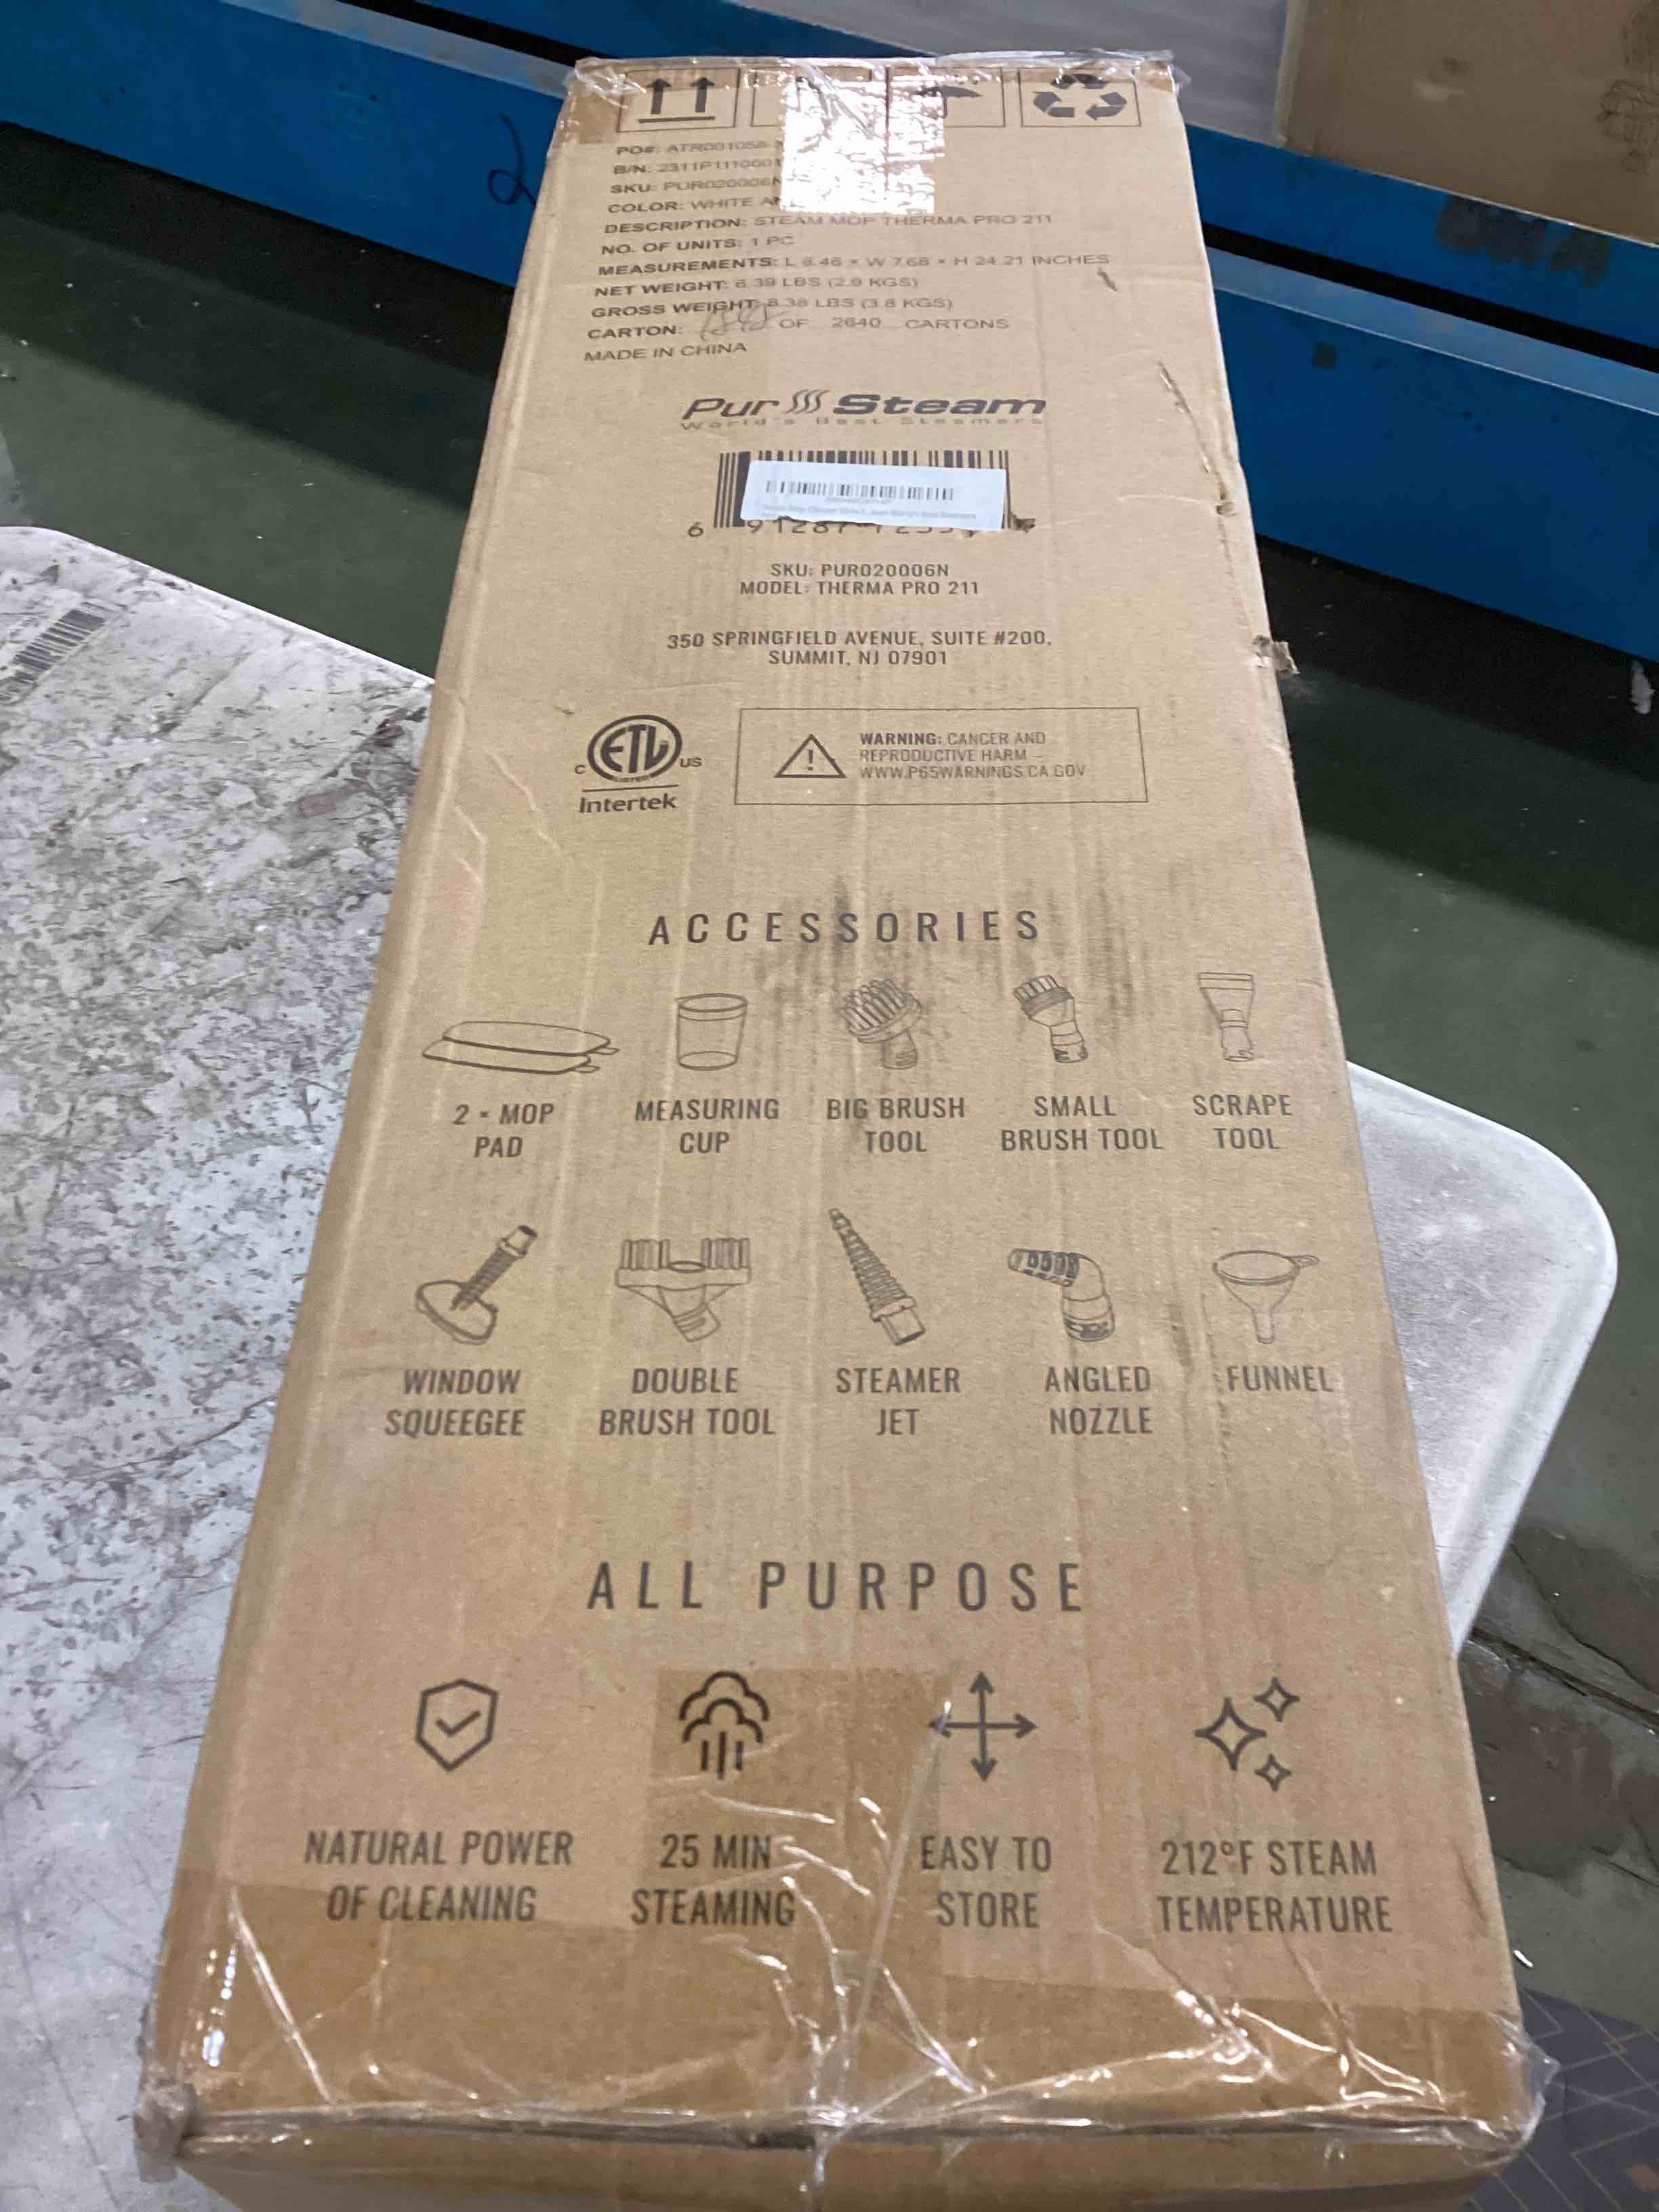 PO#: ATR001058-
B/N: 2311P1110001
SKU: PUR020006N
COLOR: WHITE AN
DESCRIPTION: STEAM MOP THERMA PRO 211
NO. OF UNITS: 1 PC
MEASUREMENTS: L 8.46 × W 7.68 × H 24.21 INCHES
NET WEIGHT: 6.39 LBS (2.9 KGS)
GROSS WEIGHT: 8.38 LBS (3.8 KGS)
CARTON: OF 2640 CARTONS
MADE IN CHINA
Pur Steam
World's Best Steamers
6
SKU: PUR020006N
MODEL: THERMA PRO 211
350 SPRINGFIELD AVENUE, SUITE #200,
SUMMIT, NJ 07901
ETL
C US
LISTED
Intertek
WARNING: CANCER AND
REPRODUCTIVE HARM –
WWW.P65WARNINGS.CA.GOV
ACCESSORIES
2 × MOP
PAD
MEASURING
CUP
BIG BRUSH
TOOL
SMALL
BRUSH TOOL
SCRAPE
TOOL
WINDOW
SQUEEGEE
DOUBLE
BRUSH TOOL
STEAMER
JET
ANGLED
NOZZLE
FUNNEL
ALL PURPOSE
NATURAL POWER
OF CLEANING
25 MIN
STEAMING
EASY TO
STORE
212°F STEAM
TEMPERATURE